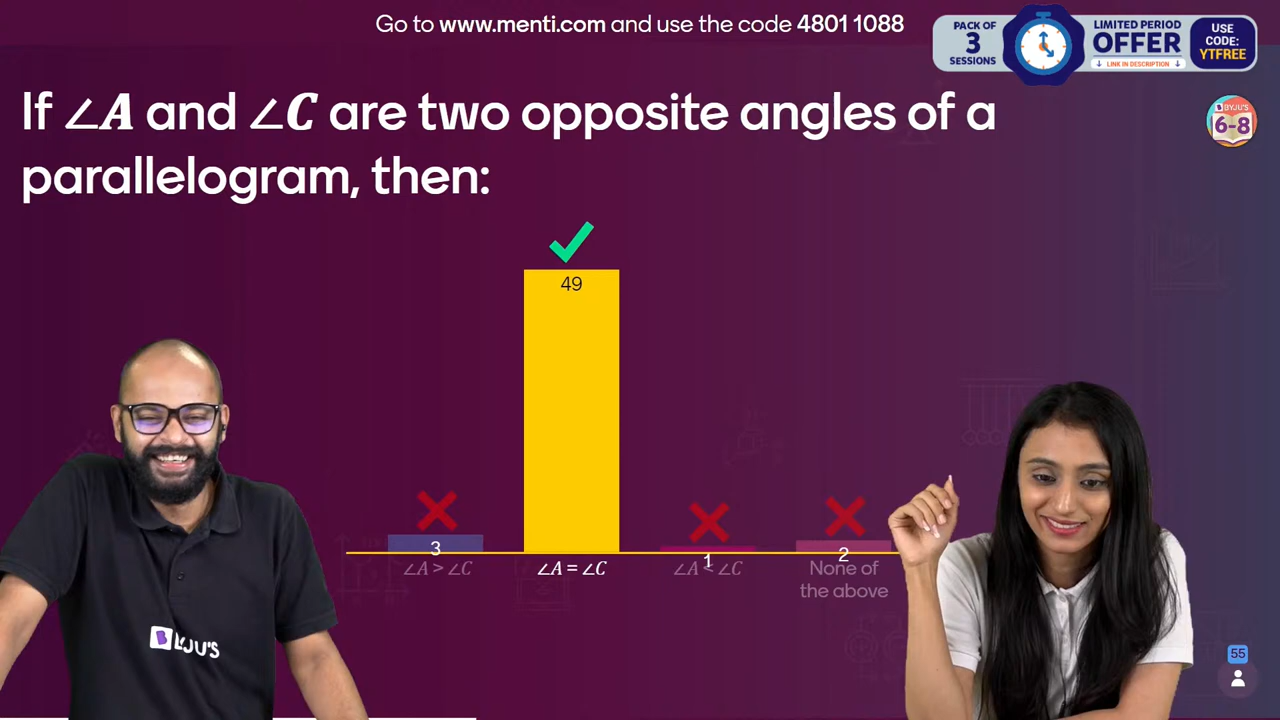 Go to www.menti.com and use the code 4801 1088
PACK OF
3
SESSIONS
LIMITED PERIOD
OFFER
LINK IN DESCRIPTION
USE
CODE:
YTFREE
BYJU'S
6-8
If ∠A and ∠C are two opposite angles of a
parallelogram, then:
49
3
1
2
∠A > ∠C
∠A = ∠C
∠A < ∠C
None of
the above
BYJU'S
55